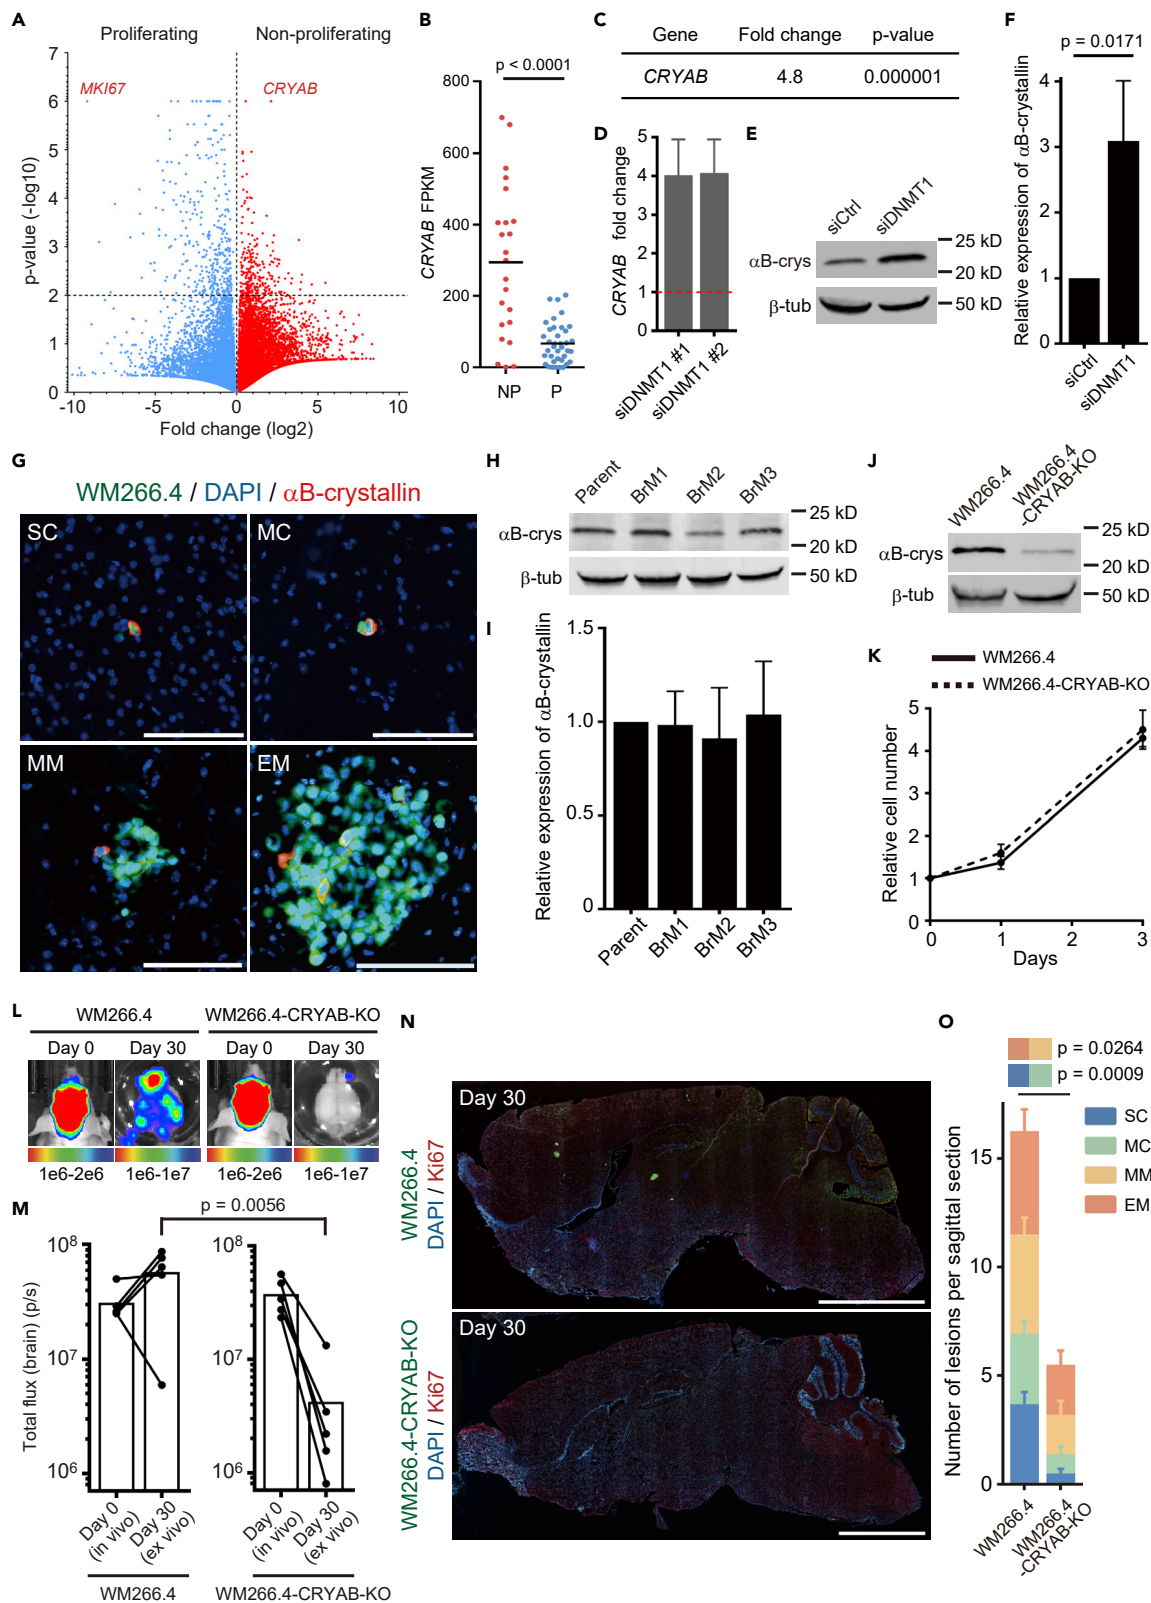 A
Proliferating
Non-proliferating
MKI67
CRYAB
p-value (-log10)
7
6
5
4
3
2
1
0
-10
-5
0
5
10
Fold change (log2)
B
p < 0.0001
CRYAB FPKM
800
600
400
200
0
NP
P
C
Gene
Fold change
p-value
CRYAB
4.8
0.000001
D
CRYAB fold change
5
4
3
2
1
0
siDNMT1 #1
siDNMT1 #2
E
siCtrl
siDNMT1
αB-crys
25 kD
20 kD
β-tub
50 kD
F
p = 0.0171
Relative expression of αB-crystallin
4
3
2
1
0
siCtrl
siDNMT1
G
WM266.4 / DAPI / αB-crystallin
SC
MC
MM
EM
H
Parent
BrM1
BrM2
BrM3
αB-crys
25 kD
20 kD
β-tub
50 kD
I
Relative expression of αB-crystallin
1.5
1.0
0.5
0
Parent
BrM1
BrM2
BrM3
J
WM266.4
WM266.4
-CRYAB-KO
αB-crys
25 kD
20 kD
β-tub
50 kD
K
WM266.4
WM266.4-CRYAB-KO
Relative cell number
5
4
3
2
1
0
0
1
2
3
Days
L
WM266.4
WM266.4-CRYAB-KO
Day 0
Day 30
Day 0
Day 30
1e6-2e6
1e6-1e7
1e6-2e6
1e6-1e7
M
p = 0.0056
Total flux (brain) (p/s)
10⁸
10⁷
10⁶
10⁸
10⁷
10⁶
Day 0
(in vivo)
Day 30
(ex vivo)
Day 0
(in vivo)
Day 30
(ex vivo)
WM266.4
WM266.4-CRYAB-KO
N
WM266.4
DAPI / Ki67
Day 30
WM266.4-CRYAB-KO
DAPI / Ki67
Day 30
O
p = 0.0264
p = 0.0009
SC
MC
MM
EM
Number of lesions per sagittal section
15
10
5
0
WM266.4
WM266.4
-CRYAB-KO